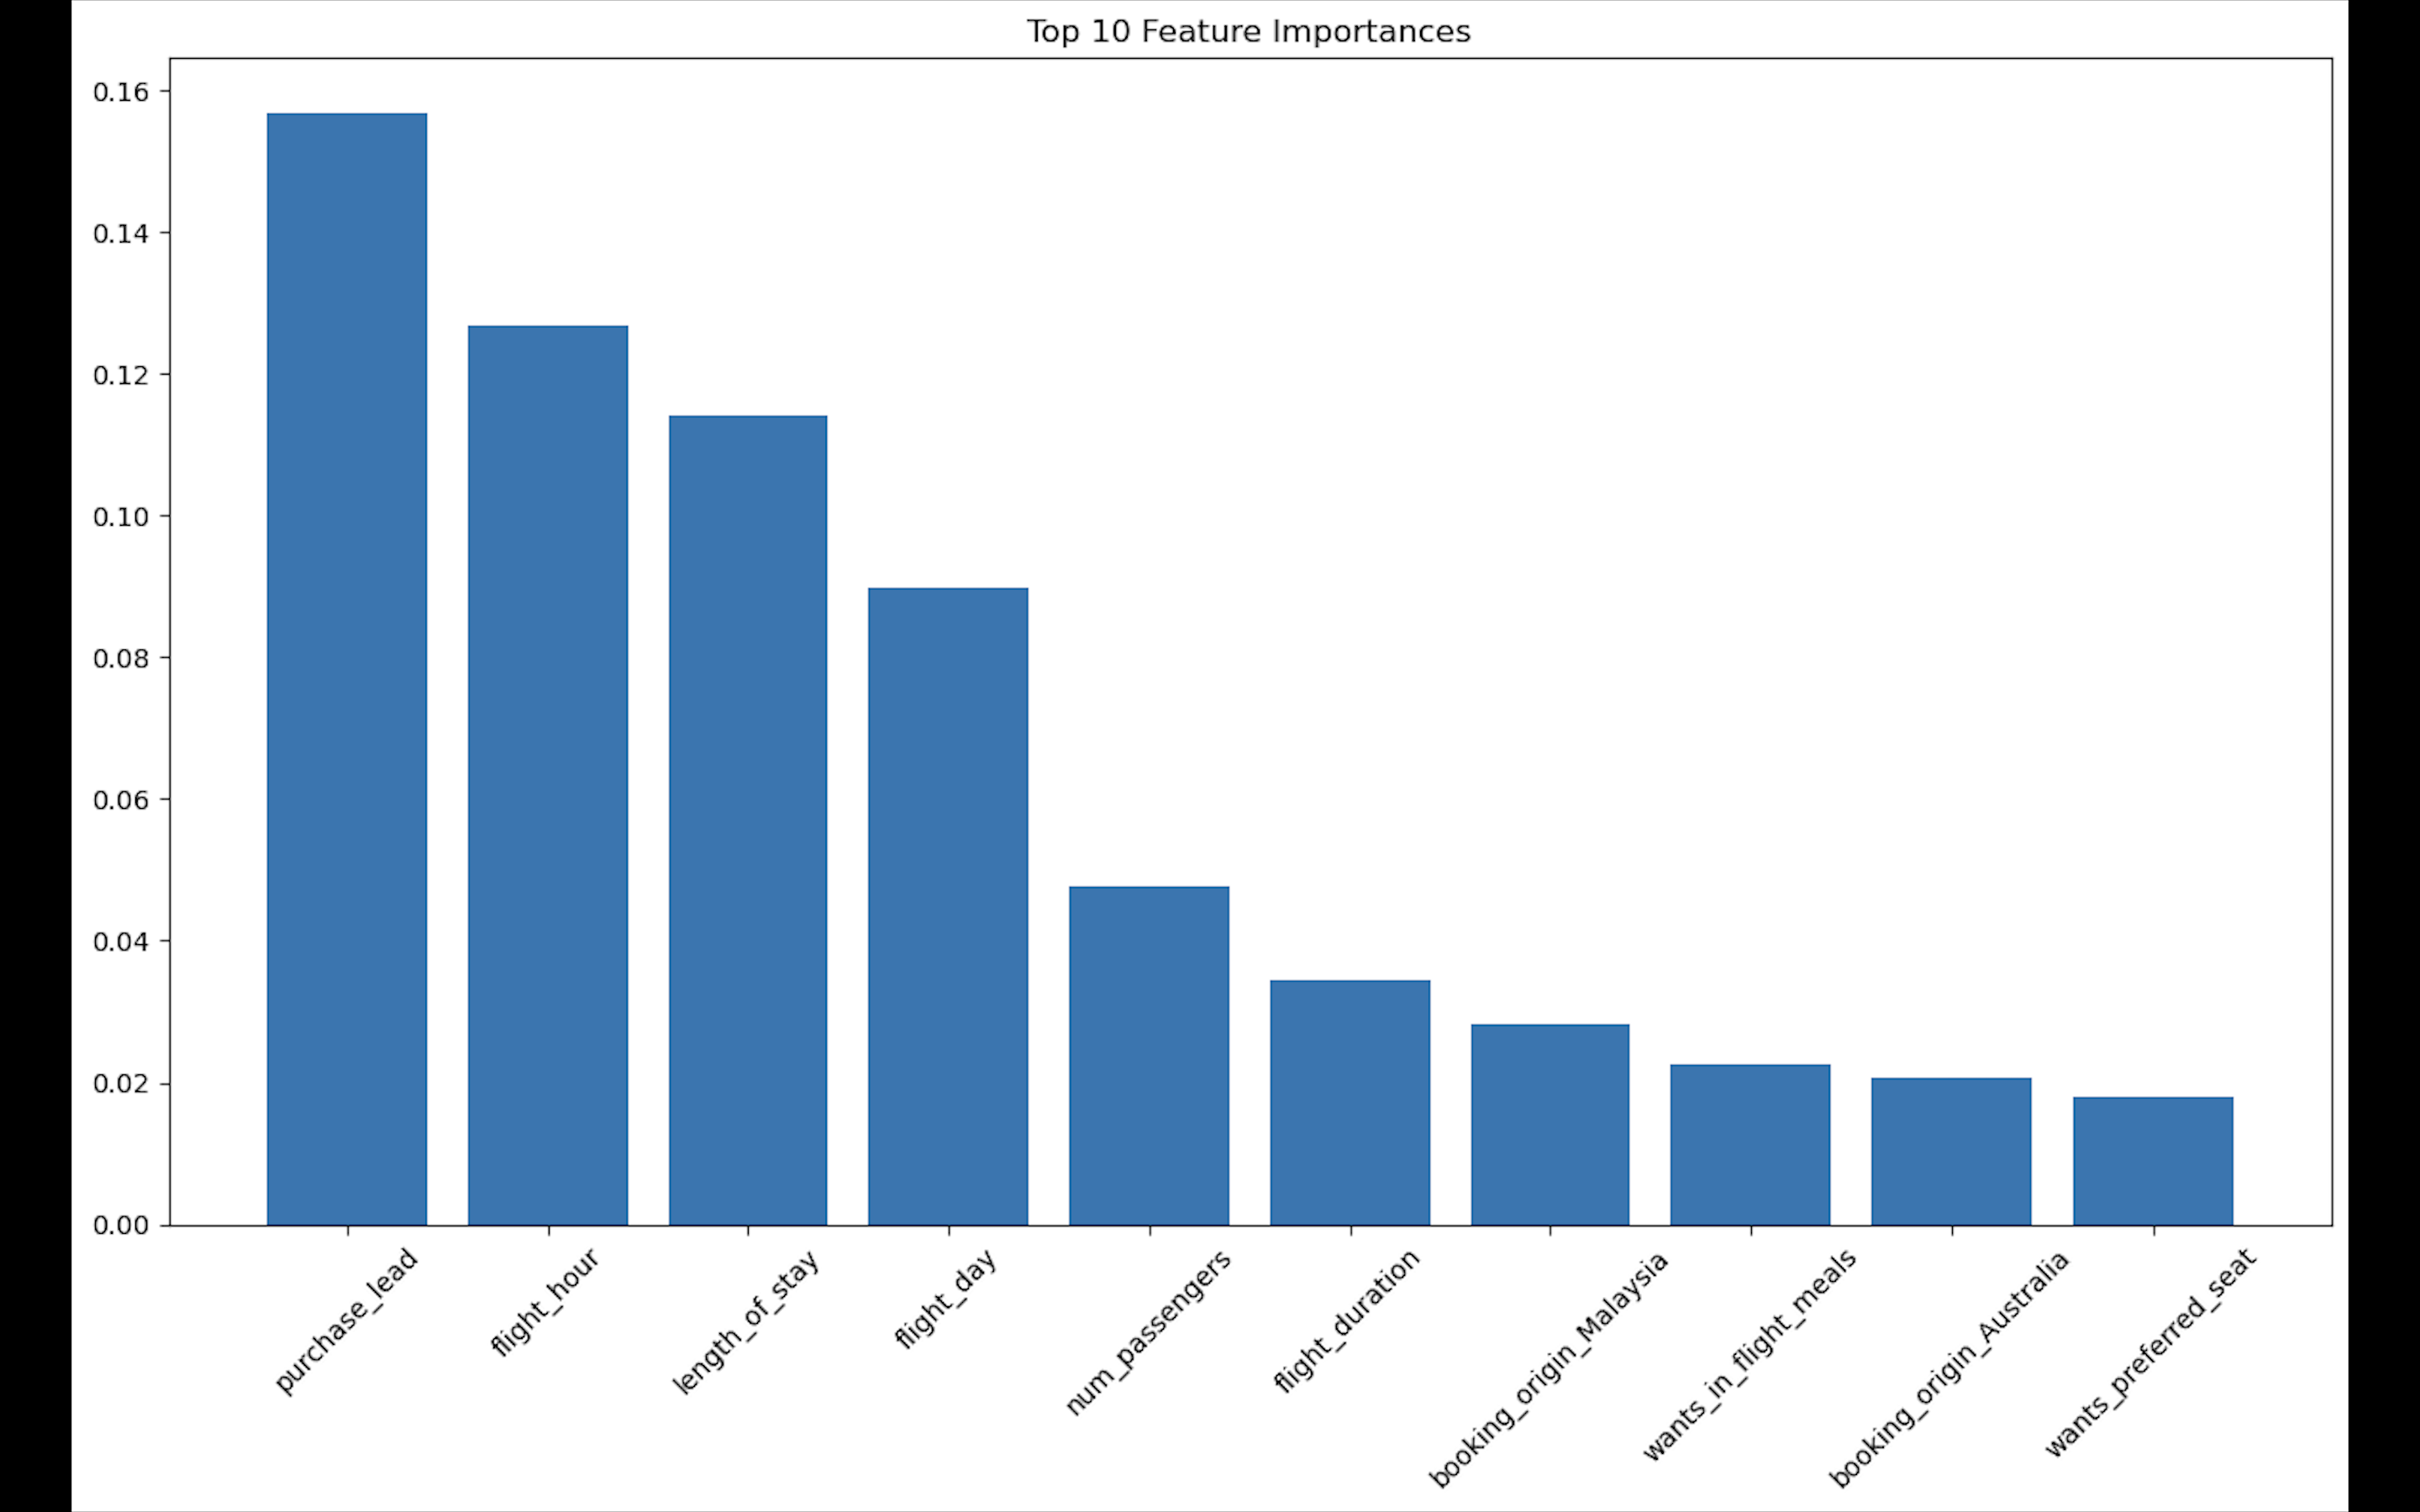 Top 10 Feature Importances
0.16
0.14
0.12
0.10
0.08
0.06
0.04
0.02
0.00
purchase_lead
flight_hour
length_of_stay
flight_day
num_passengers
flight_duration
booking_origin_Malaysia
wants_in_flight_meals
booking_origin_Australia
wants_preferred_seat